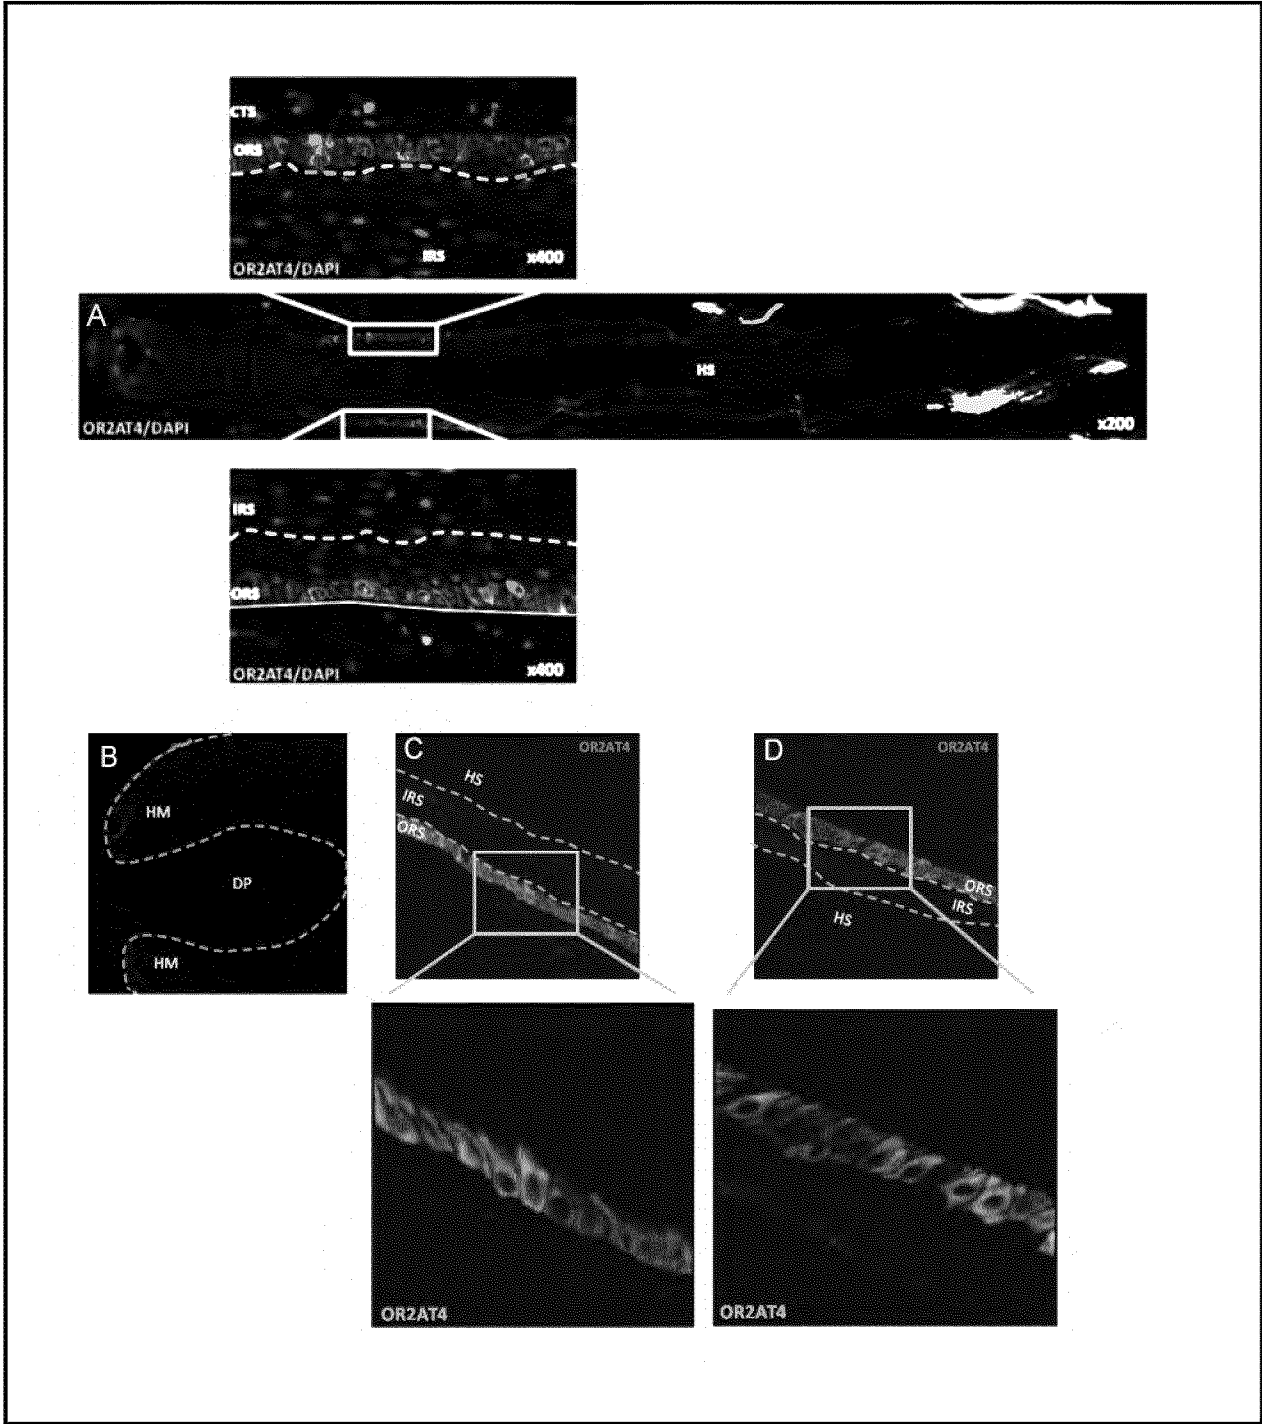 CTS
ORS
IRS
x400
OR2AT4/DAPI
A
HS
OR2AT4/DAPI
x200
IRS
ORS
x400
OR2AT4/DAPI
B
HM
DP
HM
C
OR2AT4
HS
IRS
ORS
D
OR2AT4
ORS
IRS
HS
OR2AT4
OR2AT4